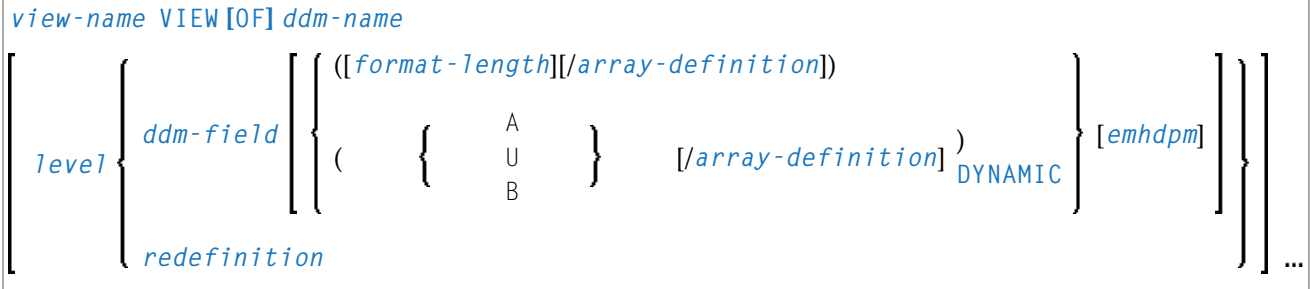 view-name VIEW [OF] ddm-name
([format-length][/array-definition])
level ddm-field ( A U B [/array-definition] ) DYNAMIC [emhdpm]
redefinition ...